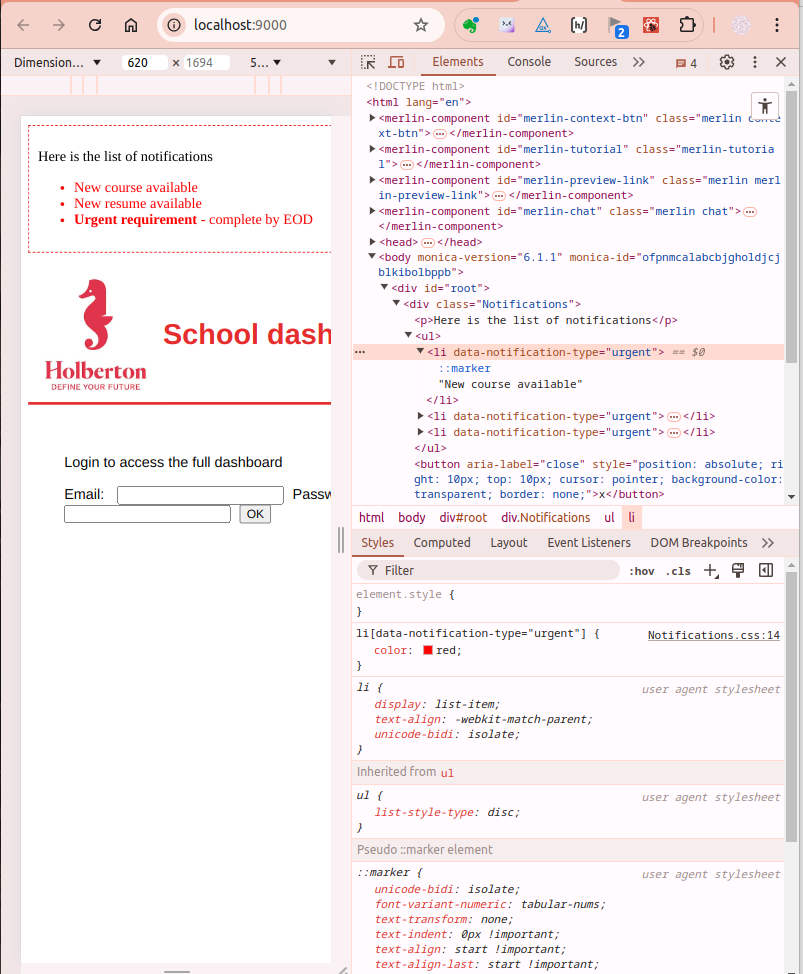 localhost:9000
2
[h/]
Dimension...
620
×
1694
5...
Elements
Console
Sources
4
Here is the list of notifications
New course available
New resume available
Urgent requirement - complete by EOD
Holberton
DEFINE YOUR FUTURE
School dash
Login to access the full dashboard
Email:
Passw
OK
<!DOCTYPE html>
<html lang="en">
<merlin-component id="merlin-context-btn" class="merlin conte
xt-btn"> … </merlin-component>
<merlin-component id="merlin-tutorial" class="merlin-tutoria
l"> … </merlin-component>
<merlin-component id="merlin-preview-link" class="merlin merl
in-preview-link"> … </merlin-component>
<merlin-component id="merlin-chat" class="merlin chat"> …
</merlin-component>
<head> … </head>
<body monica-version="6.1.1" monica-id="ofpnmcalabcbjgholdjcj
blkibolbppb">
<div id="root">
<div class="Notifications">
<p>Here is the list of notifications</p>
<ul>
<li data-notification-type="urgent"> == $0
::marker
"New course available"
</li>
<li data-notification-type="urgent"> … </li>
<li data-notification-type="urgent"> … </li>
</ul>
<button aria-label="close" style="position: absolute; ri
ght: 10px; top: 10px; cursor: pointer; background-color:
transparent; border: none;">x</button>
html body div#root div.Notifications ul li
Styles Computed Layout Event Listeners DOM Breakpoints
Filter
:hov .cls
element.style {
}
li[data-notification-type="urgent"] {
Notifications.css:14
color: red;
}
li {
user agent stylesheet
display: list-item;
text-align: -webkit-match-parent;
unicode-bidi: isolate;
}
Inherited from ul
ul {
user agent stylesheet
list-style-type: disc;
}
Pseudo ::marker element
::marker {
user agent stylesheet
unicode-bidi: isolate;
font-variant-numeric: tabular-nums;
text-transform: none;
text-indent: 0px !important;
text-align: start !important;
text-align-last: start !important;